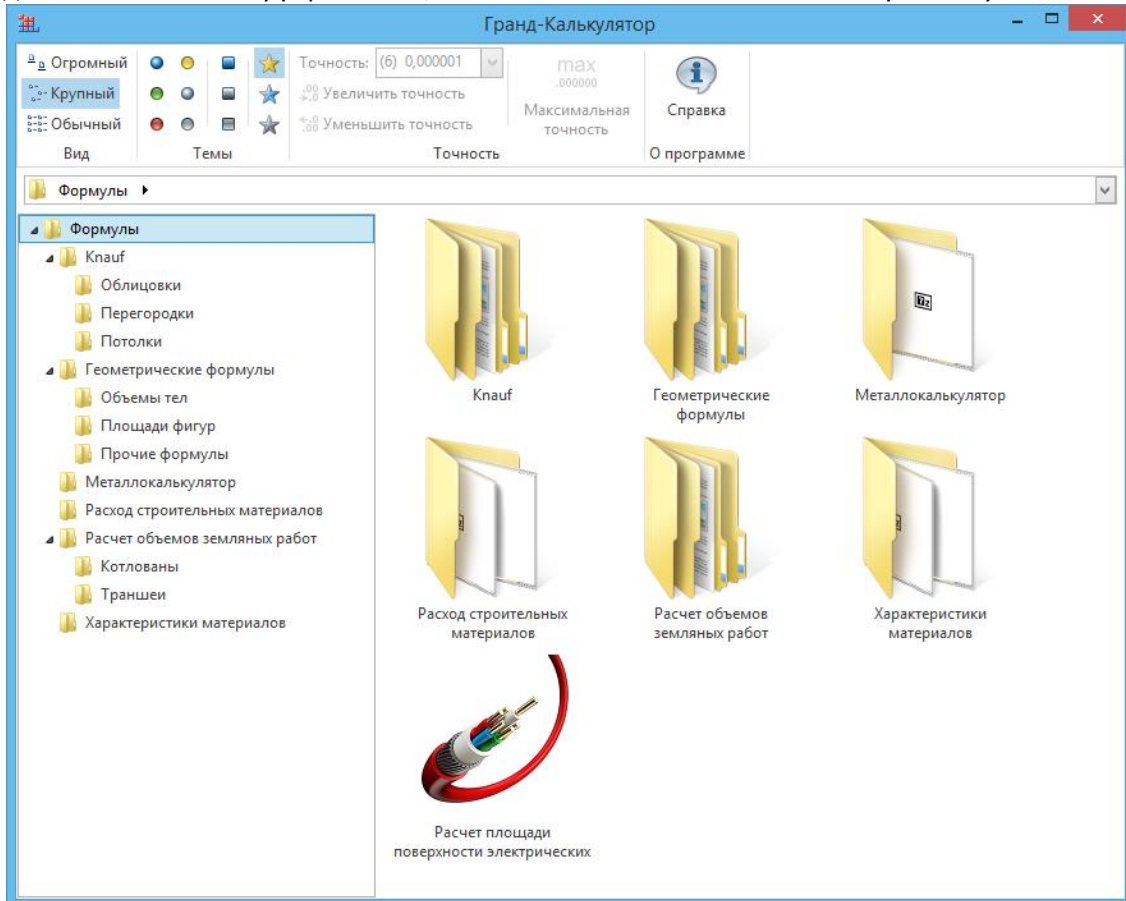 Гранд-Калькулятор
Огромный
Крупный
Обычный
Вид
Темы
Точность: (6) 0,000001
Увеличить точность
Уменьшить точность
max
.000000
Максимальная
точность
Точность
Справка
О программе
Формулы
Формулы
Knauf
Облицовки
Перегородки
Потолки
Геометрические формулы
Объемы тел
Площади фигур
Прочие формулы
Металлокалькулятор
Расход строительных материалов
Расчет объемов земляных работ
Котлованы
Траншеи
Характеристики материалов
Knauf
Геометрические
формулы
Металлокалькулятор
Расход строительных
материалов
Расчет объемов
земляных работ
Характеристики
материалов
Расчет площади
поверхности электрических